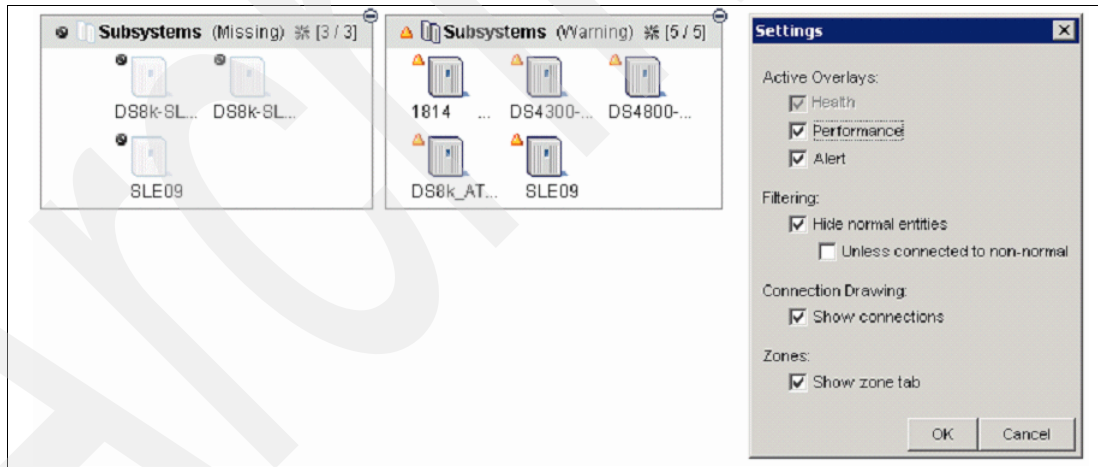 Subsystems (Missing) [3 / 3]
DS8k-SL... DS8k-SL...
SLE09
Subsystems (Warning) [5 / 5]
1814 ... DS4300-... DS4800-...
DS8k_AT... SLE09
Settings
Active Overlays:
Health
Performance
Alert
Filtering:
Hide normal entities
Unless connected to non-normal
Connection Drawing:
Show connections
Zones:
Show zone tab
OK Cancel